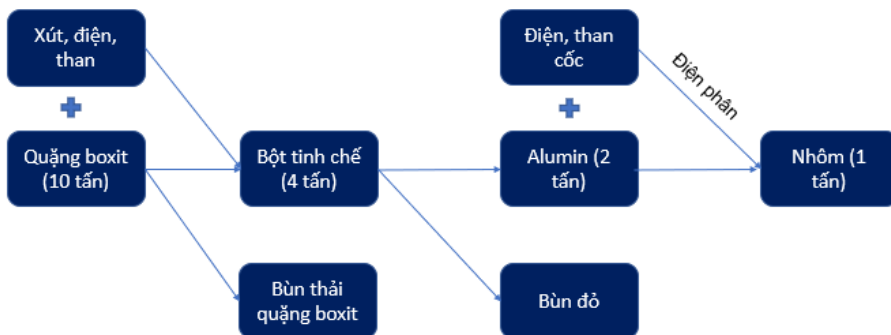 Xút, điện,
than
Điện, than
cốc
Điện phân
Quặng boxit
(10 tấn)
Bột tinh chế
(4 tấn)
Alumin (2
tấn)
Nhôm (1
tấn)
Bùn thải
quặng boxit
Bùn đỏ